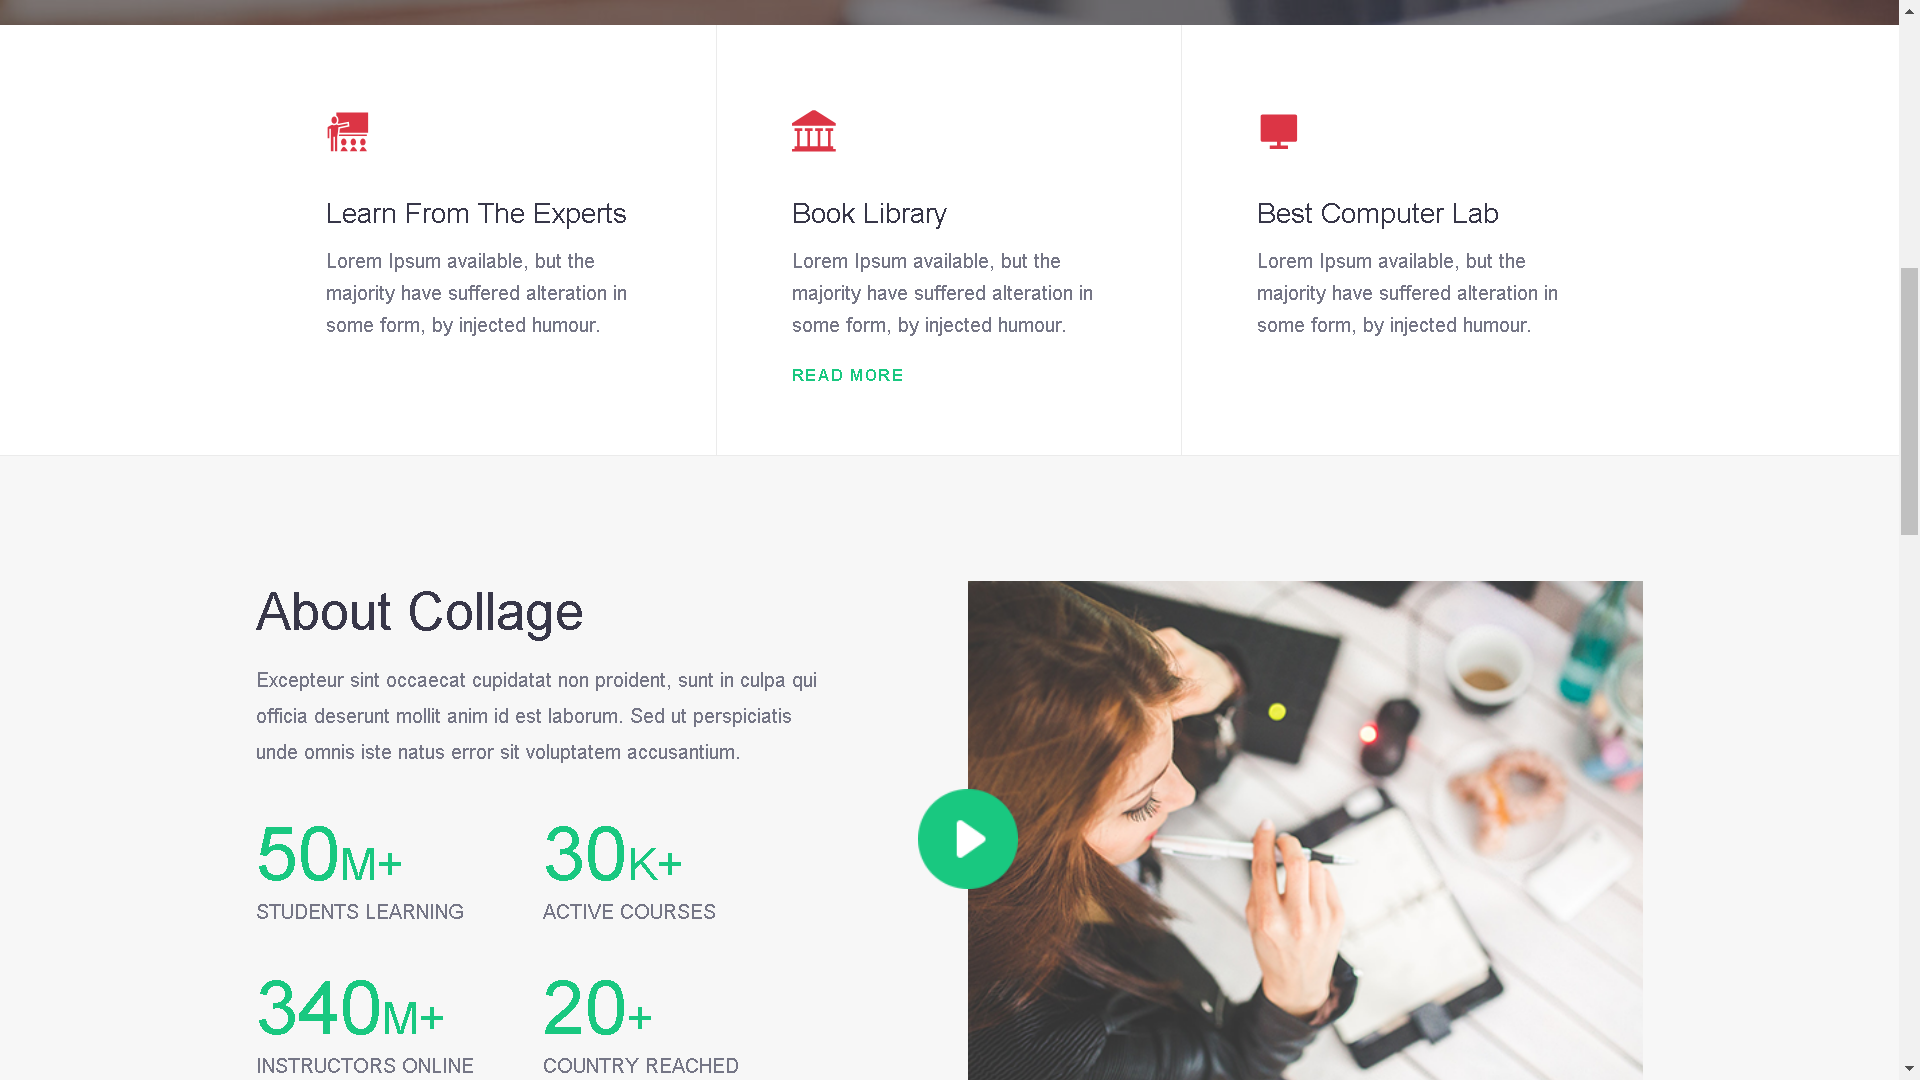 Learn From The Experts
Lorem Ipsum available, but the
majority have suffered alteration in
some form, by injected humour.
Book Library
Lorem Ipsum available, but the
majority have suffered alteration in
some form, by injected humour.
READ MORE
Best Computer Lab
Lorem Ipsum available, but the
majority have suffered alteration in
some form, by injected humour.
About Collage
Excepteur sint occaecat cupidatat non proident, sunt in culpa qui
officia deserunt mollit anim id est laborum. Sed ut perspiciatis
unde omnis iste natus error sit voluptatem accusantium.
50M+
STUDENTS LEARNING
30K+
ACTIVE COURSES
340M+
INSTRUCTORS ONLINE
20+
COUNTRY REACHED